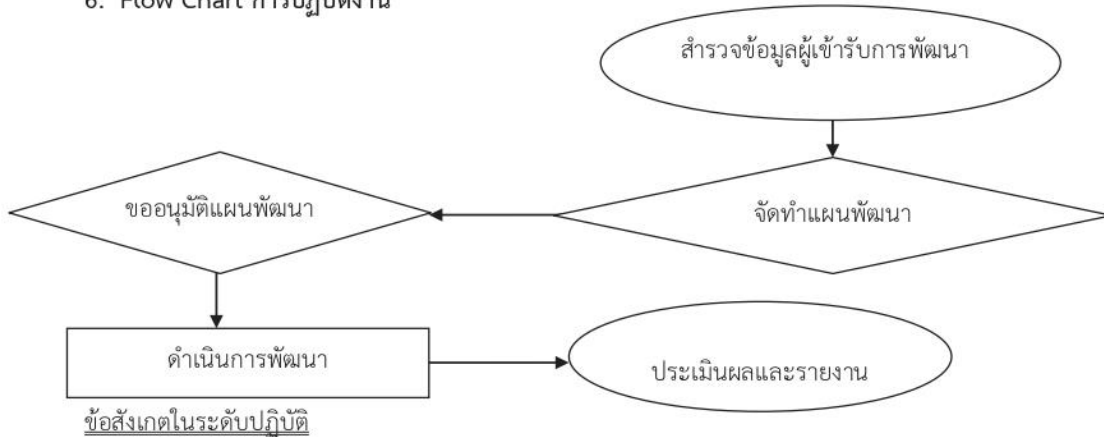 6. Flow Chart การปฏิบัติงาน
สำรวจข้อมูลผู้เข้ารับการพัฒนา
จัดทำแผนพัฒนา
ขออนุมัติแผนพัฒนา
ดำเนินการพัฒนา
ประเมินผลและรายงาน
ข้อสังเกตในระดับปฏิบัติ